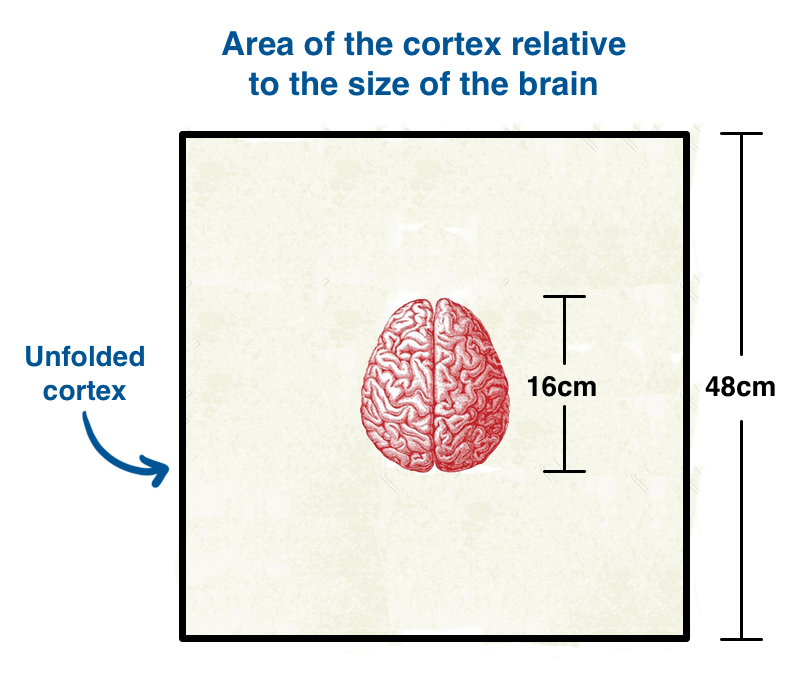 Area of the cortex relative
to the size of the brain
Unfolded
cortex
16cm
48cm